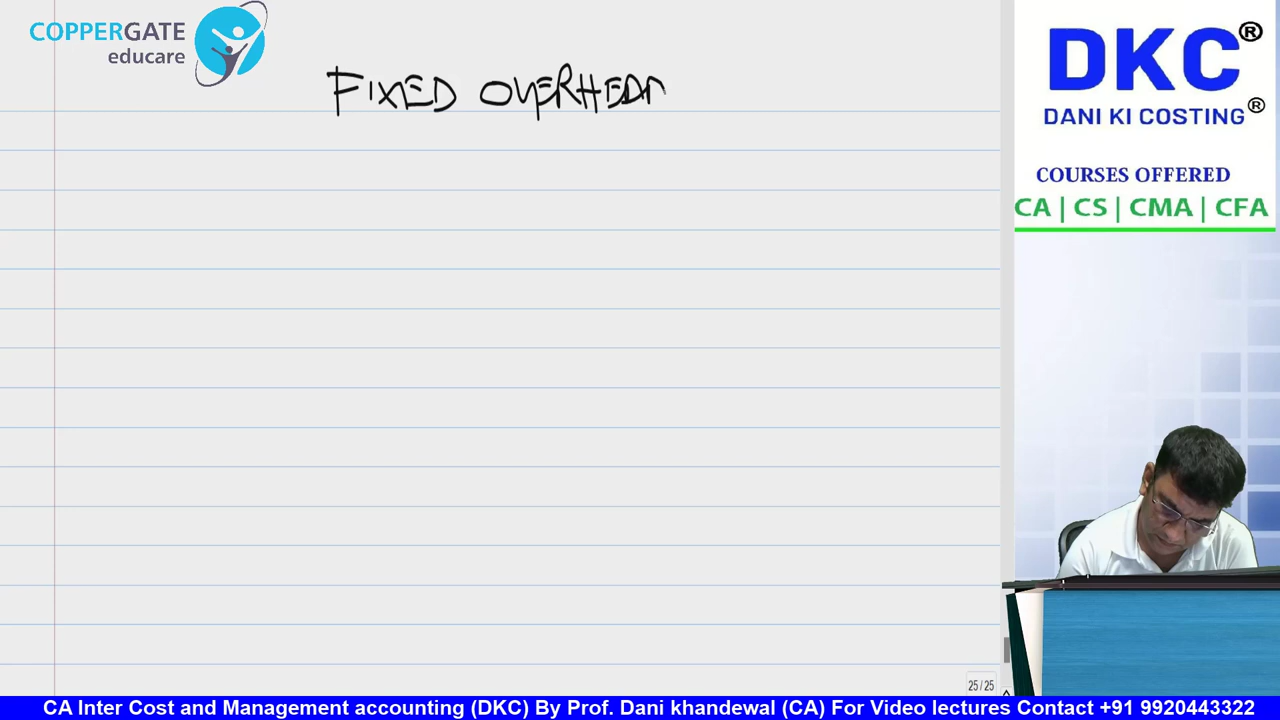 COPPERGATE
educare
FIXED OVERHEAD
DKC®
DANI KI COSTING®
COURSES OFFERED
CA | CS | CMA | CFA
25/25
CA Inter Cost and Management accounting (DKC) By Prof. Dani khandewal (CA) For Video lectures Contact +91 9920443322